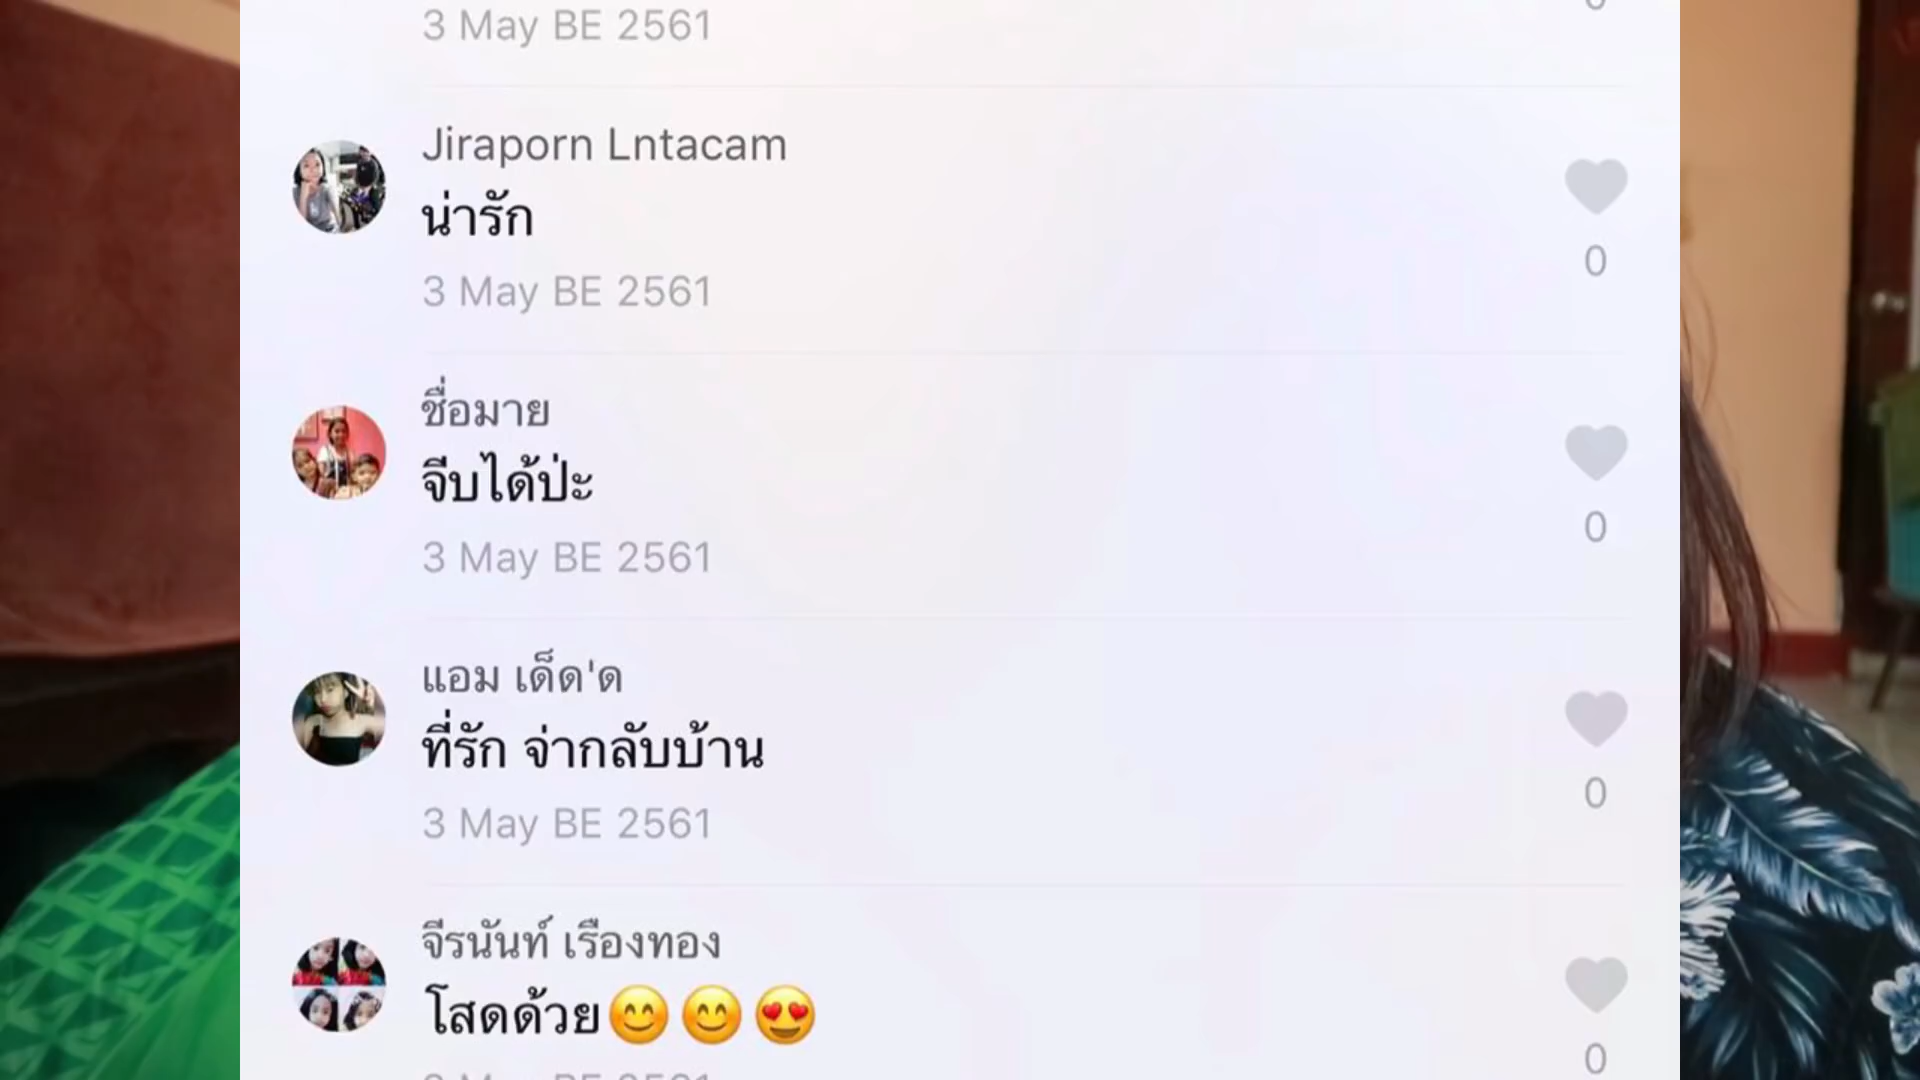 3 May BE 2561
Jiraporn Lntacam
น่ารัก
3 May BE 2561
0
ชื่อมาย
จีบได้ป่ะ
3 May BE 2561
0
แอม เด็ด'ด
ที่รัก จ๋ากลับบ้าน
3 May BE 2561
0
จีรนันท์ เรืองทอง
โสดด้วย😊😊😍
0